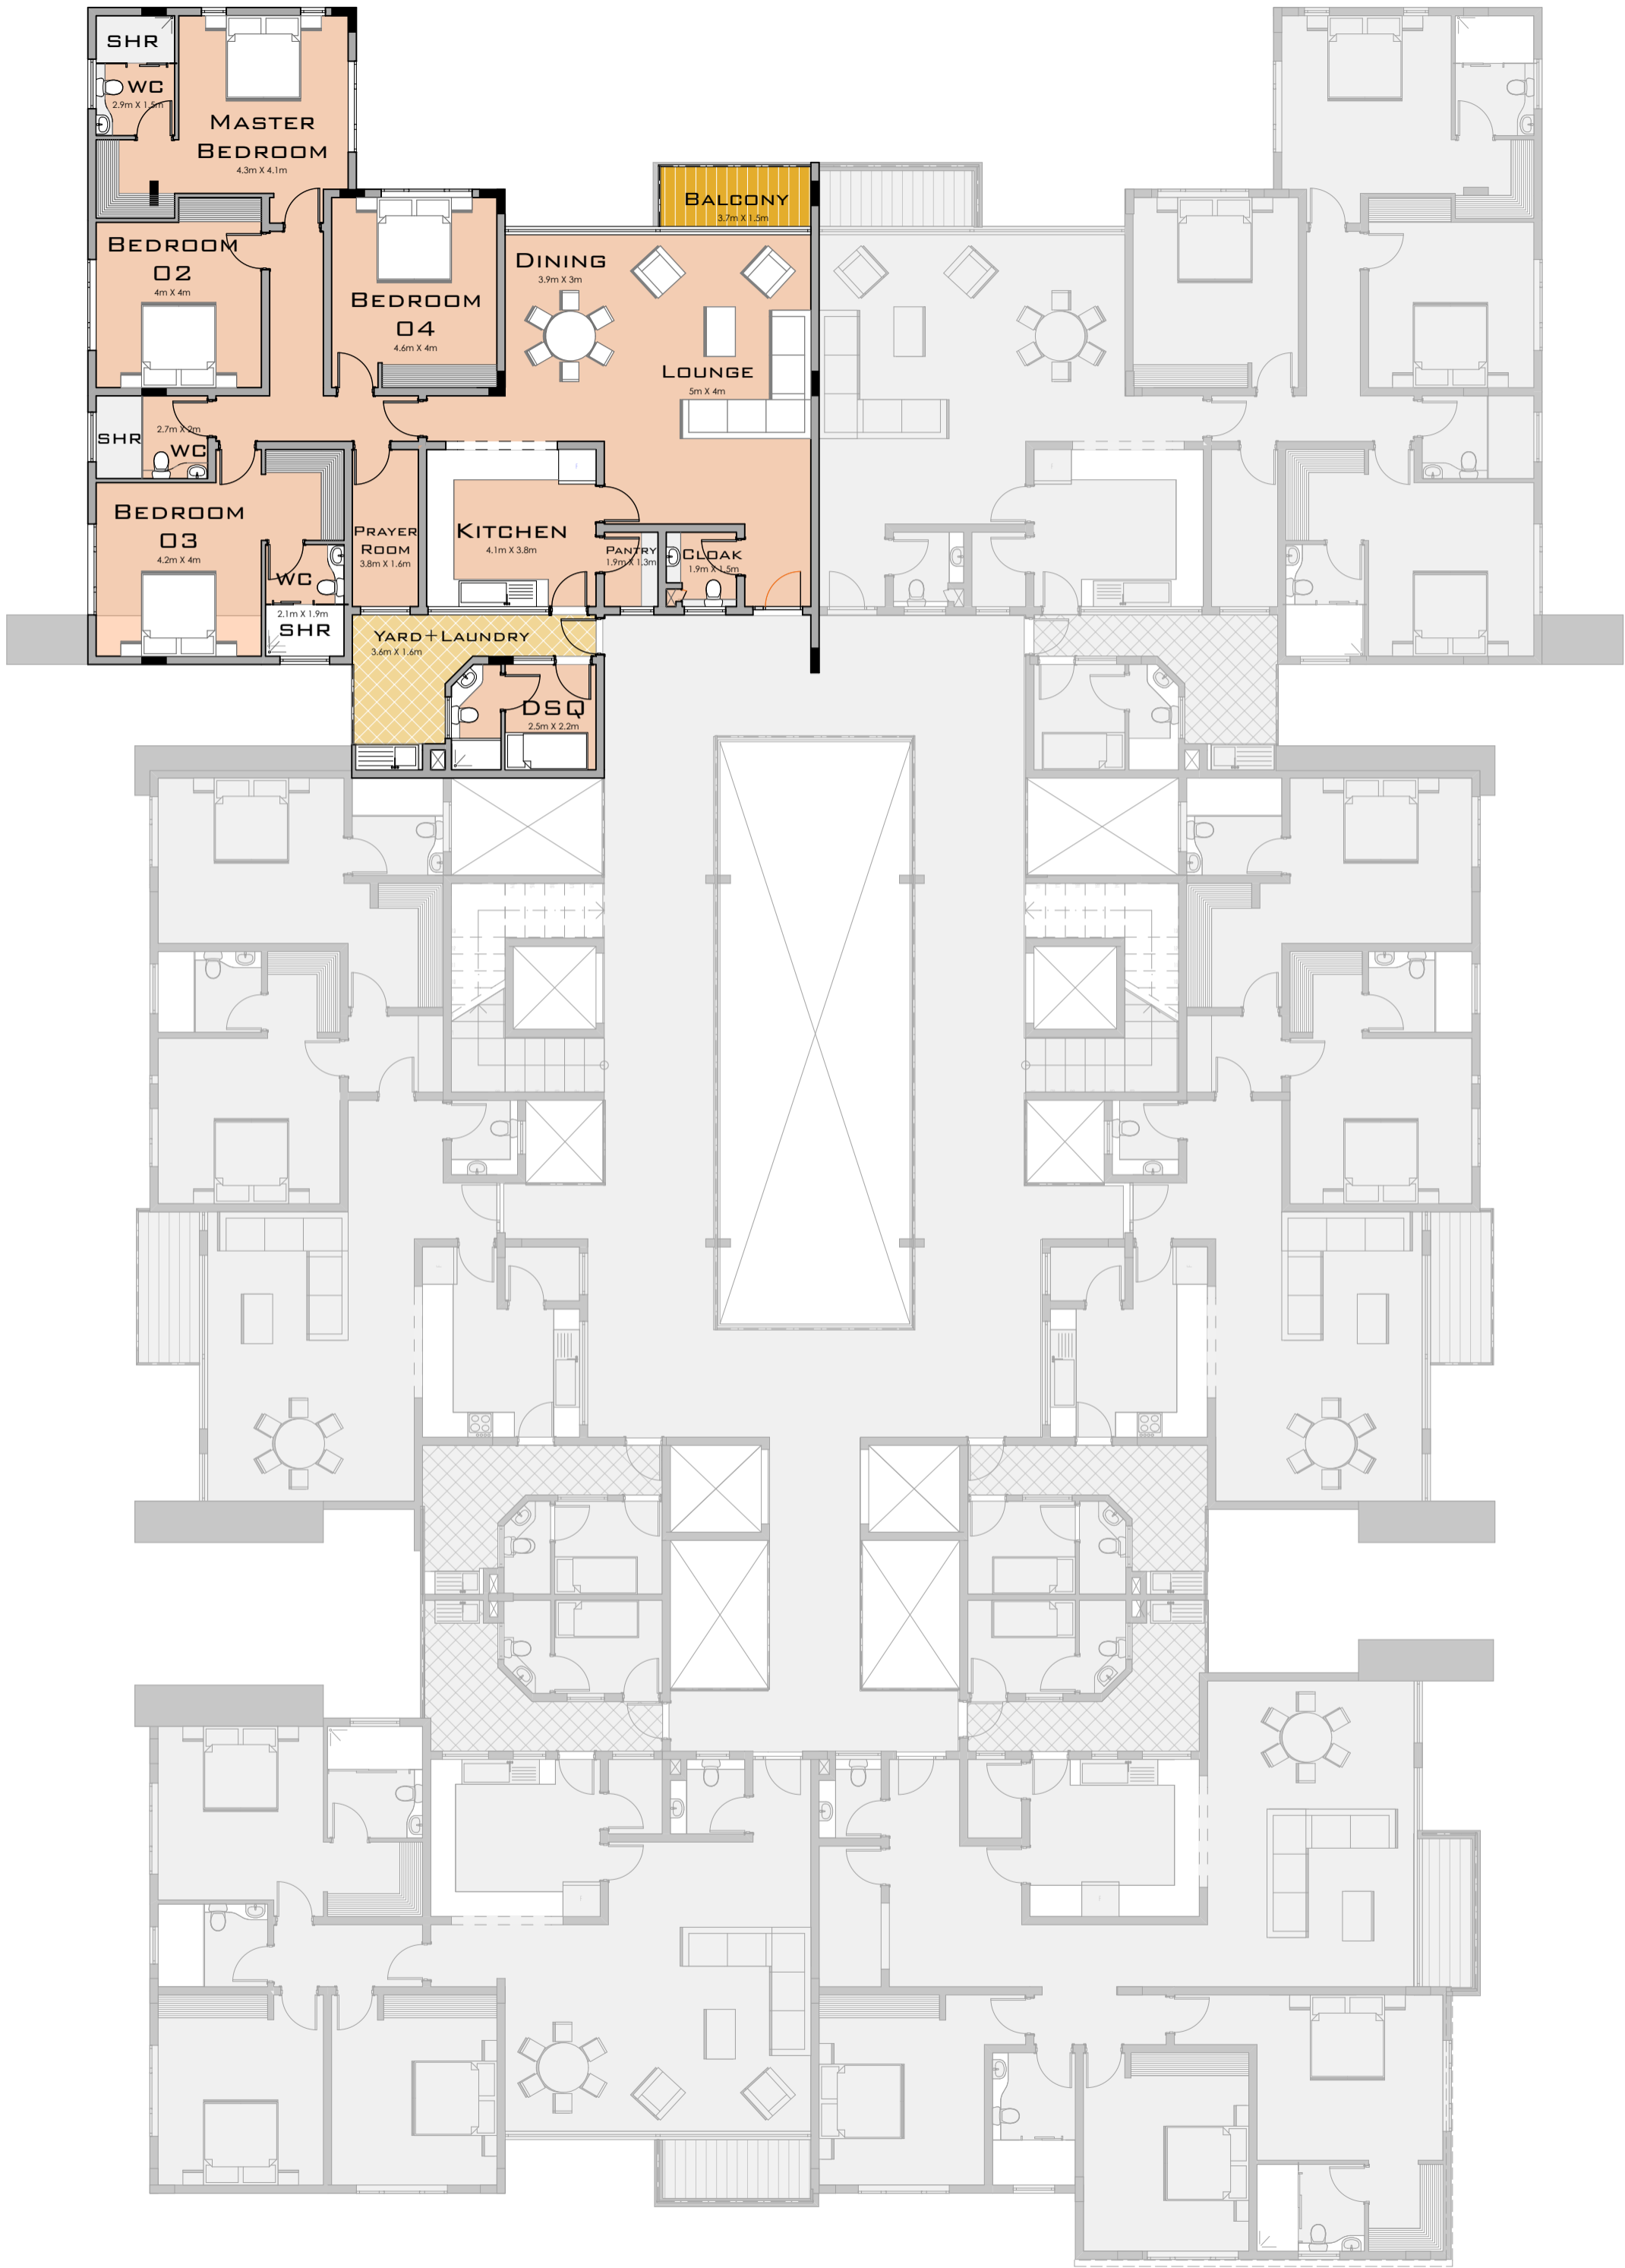 SHR
WC
2.9m X 1.5m
MASTER
BEDROOM
4.3m X 4.1m
BALCONY
3.7m X 1.5m
BEDROOM
02
4m X 4m
BEDROOM
04
4.6m X 4m
DINING
3.9m X 3m
LOUNGE
5m X 4m
SHR
2.7m X 2m
WC
BEDROOM
03
4.2m X 4m
WC
2.1m X 1.9m
SHR
PRAYER
ROOM
3.8m X 1.6m
KITCHEN
4.1m X 3.8m
PANTRY
1.9m X 1.3m
CLOAK
1.9m X 1.5m
YARD+LAUNDRY
3.6m X 1.6m
DSQ
2.5m X 2.2m